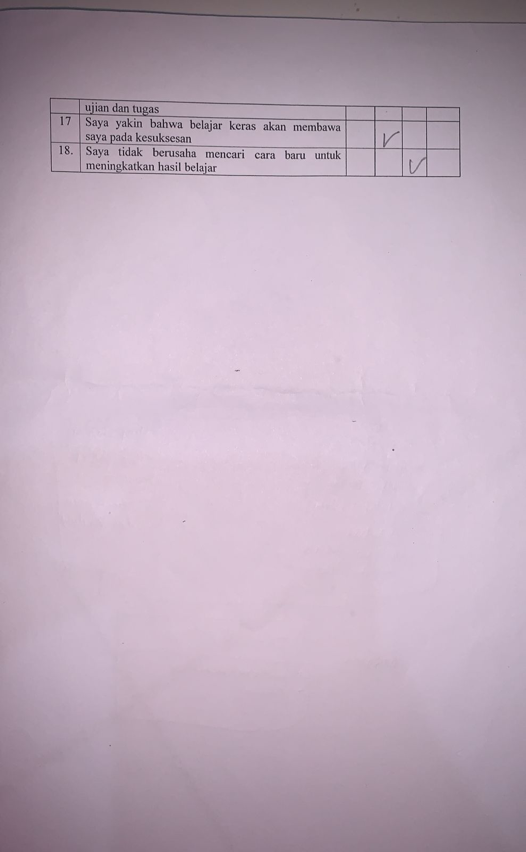 ujian dan tugas
17 Saya yakin bahwa belajar keras akan membawa
saya pada kesuksesan
18. Saya tidak berusaha mencari cara baru untuk
meningkatkan hasil belajar